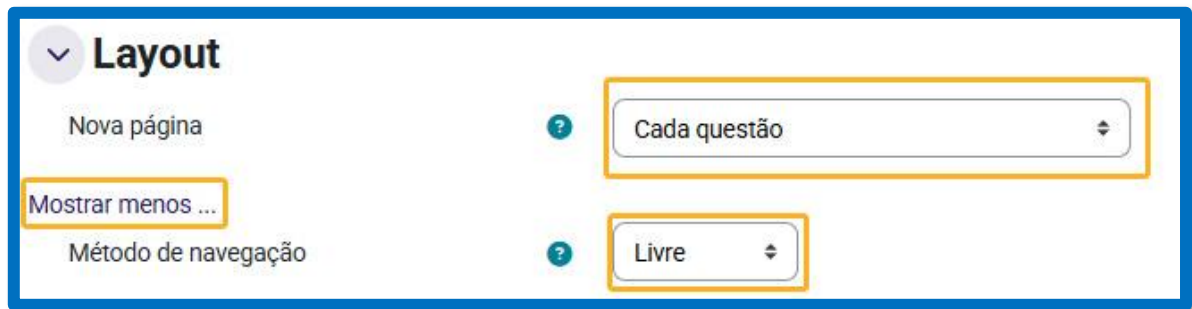 Layout
Nova página
Cada questão
Mostrar menos ...
Método de navegação
Livre